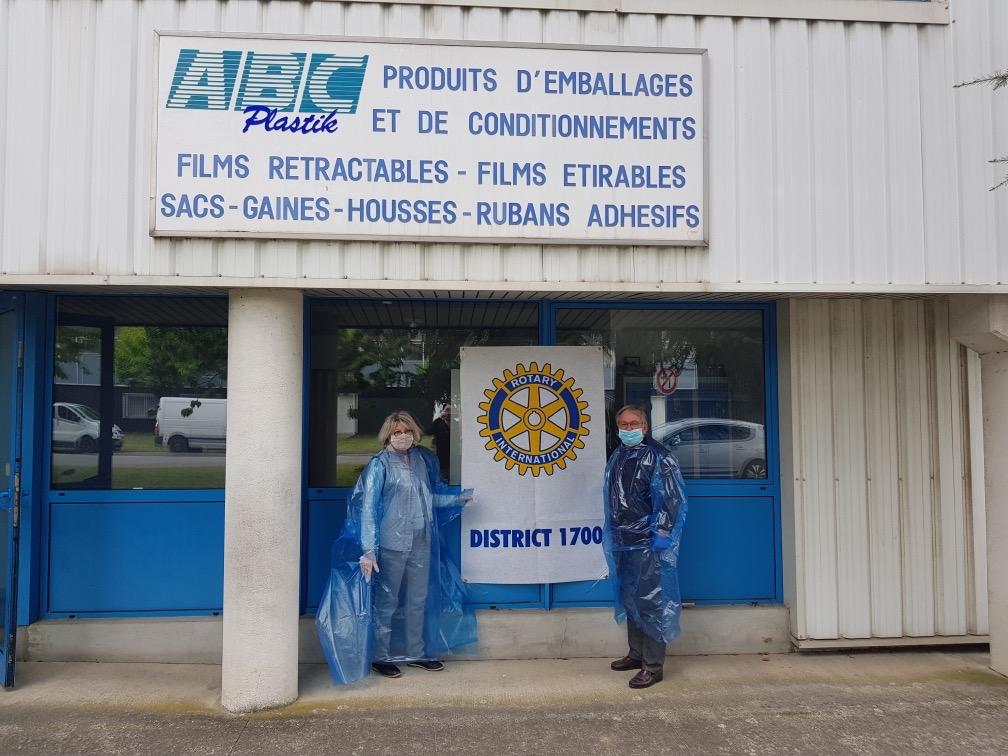 ABC
Plastik
PRODUITS D'EMBALLAGES
ET DE CONDITIONNEMENTS
FILMS RETRACTABLES - FILMS ETIRABLES
SACS - GAINES - HOUSSES - RUBANS ADHESIFS
ROTARY
INTERNATIONAL
DISTRICT 1700